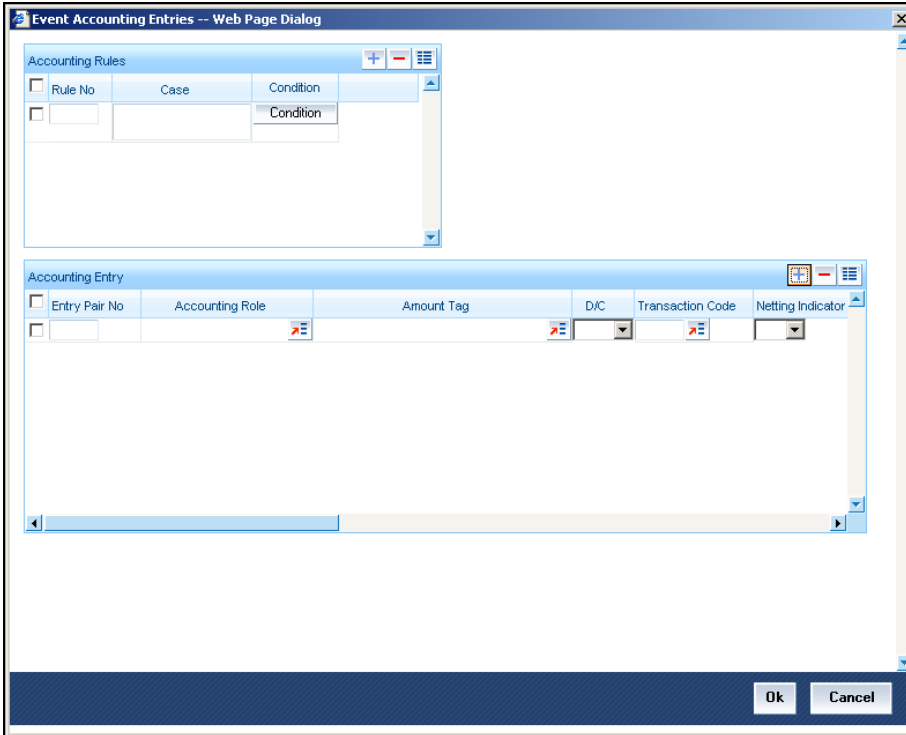 Event Accounting Entries -- Web Page Dialog
Accounting Rules
Rule No Case Condition
Condition
Accounting Entry
Entry Pair No Accounting Role Amount Tag D/C Transaction Code Netting Indicator
Ok Cancel